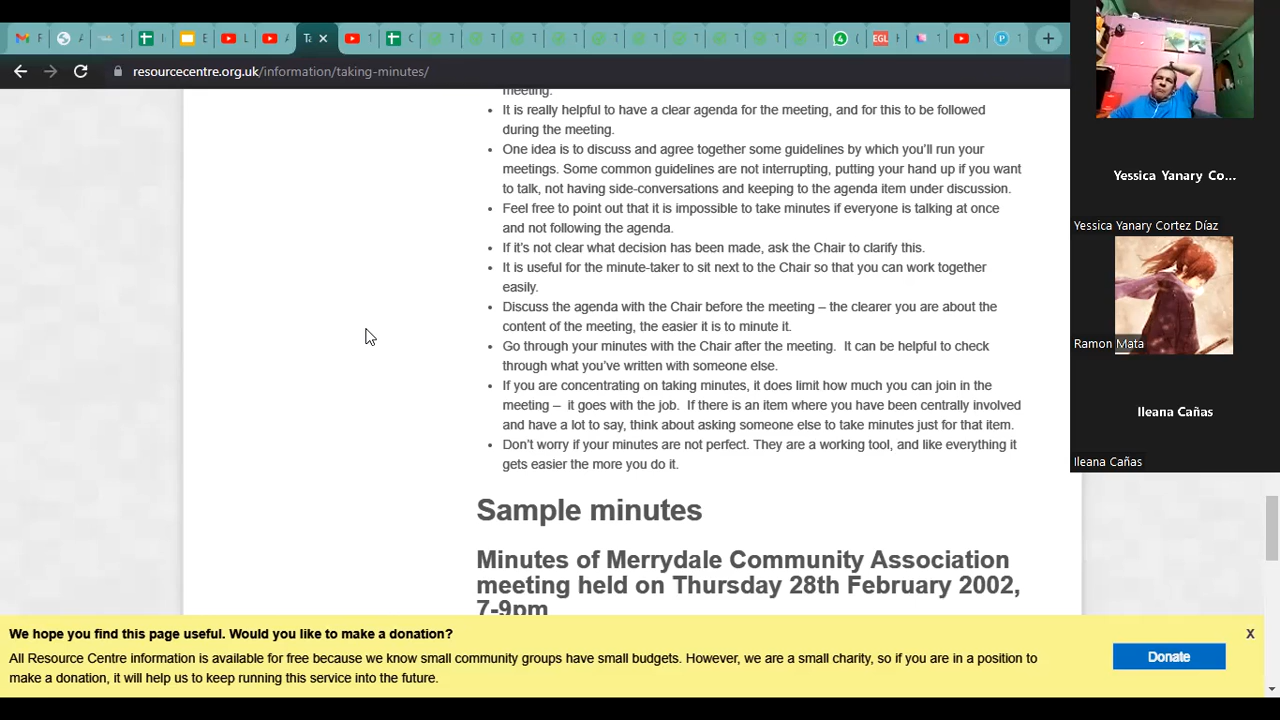 resourcecentre.org.uk/information/taking-minutes/
meeting.
• It is really helpful to have a clear agenda for the meeting, and for this to be followed
during the meeting.
• One idea is to discuss and agree together some guidelines by which you'll run your
meetings. Some common guidelines are not interrupting, putting your hand up if you want
to talk, not having side-conversations and keeping to the agenda item under discussion.
• Feel free to point out that it is impossible to take minutes if everyone is talking at once
and not following the agenda.
• If it's not clear what decision has been made, ask the Chair to clarify this.
• It is useful for the minute-taker to sit next to the Chair so that you can work together
easily.
• Discuss the agenda with the Chair before the meeting – the clearer you are about the
content of the meeting, the easier it is to minute it.
• Go through your minutes with the Chair after the meeting.  It can be helpful to check
through what you've written with someone else.
• If you are concentrating on taking minutes, it does limit how much you can join in the
meeting –  it goes with the job.  If there is an item where you have been centrally involved
and have a lot to say, think about asking someone else to take minutes just for that item.
• Don't worry if your minutes are not perfect. They are a working tool, and like everything it
gets easier the more you do it.
Sample minutes
Minutes of Merrydale Community Association
meeting held on Thursday 28th February 2002,
7-9pm
We hope you find this page useful. Would you like to make a donation?
X
All Resource Centre information is available for free because we know small community groups have small budgets. However, we are a small charity, so if you are in a position to
make a donation, it will help us to keep running this service into the future.
Donate
Yessica Yanary Co...
Yessica Yanary Cortez Díaz
Ramon Mata
Ileana Cañas
Ileana Cañas